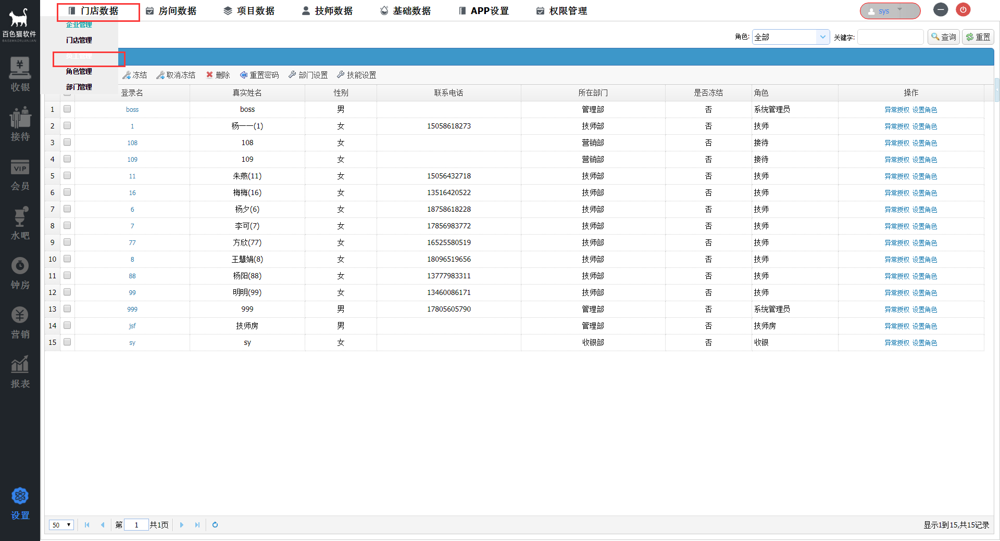 百色猫软件
BAISEMAORUANJIAN
收银
接待
VIP
会员
水吧
钟房
营销
报表
设置
门店数据 房间数据 项目数据 技师数据 基础数据 APP设置 权限管理 sys
企业管理
门店管理
员工管理
角色管理
部门管理
角色: 全部 关键字: 查询 重置
冻结 取消冻结 删除 重置密码 部门设置 技能设置
登录名 真实姓名 性别 联系电话 所在部门 是否冻结 角色 操作
1 boss boss 男 管理部 否 系统管理员 异常授权 设置角色
2 1 杨一一(1) 女 15058618273 技师部 否 技师 异常授权 设置角色
3 108 108 女 营销部 否 接待 异常授权 设置角色
4 109 109 女 营销部 否 接待 异常授权 设置角色
5 11 朱燕(11) 女 15056432718 技师部 否 技师 异常授权 设置角色
6 16 梅梅(16) 女 13516420522 技师部 否 技师 异常授权 设置角色
7 6 杨夕(6) 女 18758618228 技师部 否 技师 异常授权 设置角色
8 7 李可(7) 女 17856983772 技师部 否 技师 异常授权 设置角色
9 77 方欣(77) 女 16525580519 技师部 否 技师 异常授权 设置角色
10 8 王慧娟(8) 女 18096519656 技师部 否 技师 异常授权 设置角色
11 88 杨阳(88) 女 13777983311 技师部 否 技师 异常授权 设置角色
12 99 明明(99) 女 13460086171 技师部 否 技师 异常授权 设置角色
13 999 999 男 17805605790 管理部 否 系统管理员 异常授权 设置角色
14 jsf 技师房 男 管理部 否 技师房 异常授权 设置角色
15 sy sy 女 收银部 否 收银 异常授权 设置角色
50 第 1 共1页 显示1到15,共15记录